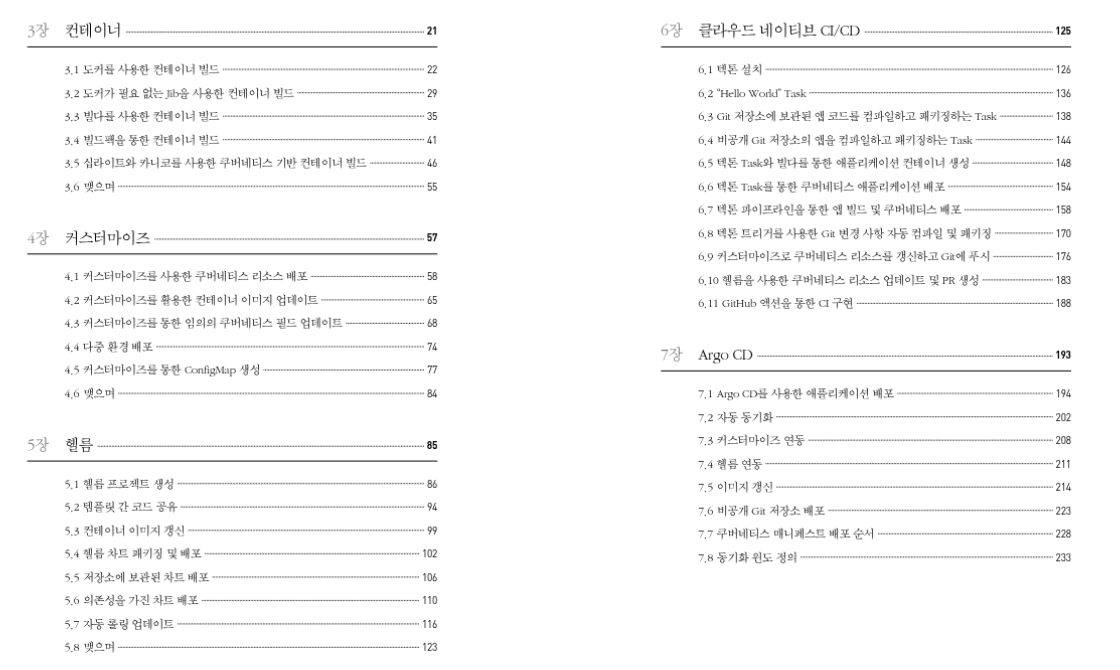 3장 컨테이너 21
3.1 도커를 사용한 컨테이너 빌드 22
3.2 도커가 필요 없는 Jib을 사용한 컨테이너 빌드 29
3.3 빌다를 사용한 컨테이너 빌드 35
3.4 빌드팩을 통한 컨테이너 빌드 41
3.5 십라이트와 카니코를 사용한 쿠버네티스 기반 컨테이너 빌드 46
3.6 맺으며 55
4장 커스터마이즈 57
4.1 커스터마이즈를 사용한 쿠버네티스 리소스 배포 58
4.2 커스터마이즈를 활용한 컨테이너 이미지 업데이트 65
4.3 커스터마이즈를 통한 임의의 쿠버네티스 필드 업데이트 68
4.4 다중 환경 배포 74
4.5 커스터마이즈를 통한 ConfigMap 생성 77
4.6 맺으며 84
5장 헬름 85
5.1 헬름 프로젝트 생성 86
5.2 템플릿 간 코드 공유 94
5.3 컨테이너 이미지 갱신 99
5.4 헬름 차트 패키징 및 배포 102
5.5 저장소에 보관된 차트 배포 106
5.6 의존성을 가진 차트 배포 110
5.7 자동 롤링 업데이트 116
5.8 맺으며 123
6장 클라우드 네이티브 CI/CD 125
6.1 텍톤 설치 126
6.2 "Hello World" Task 136
6.3 Git 저장소에 보관된 앱 코드를 컴파일하고 패키징하는 Task 138
6.4 비공개 Git 저장소의 앱을 컴파일하고 패키징하는 Task 144
6.5 텍톤 Task와 빌다를 통한 애플리케이션 컨테이너 생성 148
6.6 텍톤 Task를 통한 쿠버네티스 애플리케이션 배포 154
6.7 텍톤 파이프라인을 통한 앱 빌드 및 쿠버네티스 배포 158
6.8 텍톤 트리거를 사용한 Git 변경 사항 자동 컴파일 및 패키징 170
6.9 커스터마이즈로 쿠버네티스 리소스를 갱신하고 Git에 푸시 176
6.10 헬름을 사용한 쿠버네티스 리소스 업데이트 및 PR 생성 183
6.11 GitHub 액션을 통한 CI 구현 188
7장 Argo CD 193
7.1 Argo CD를 사용한 애플리케이션 배포 194
7.2 자동 동기화 202
7.3 커스터마이즈 연동 208
7.4 헬름 연동 211
7.5 이미지 갱신 214
7.6 비공개 Git 저장소 배포 223
7.7 쿠버네티스 매니페스트 배포 순서 228
7.8 동기화 윈도 정의 233